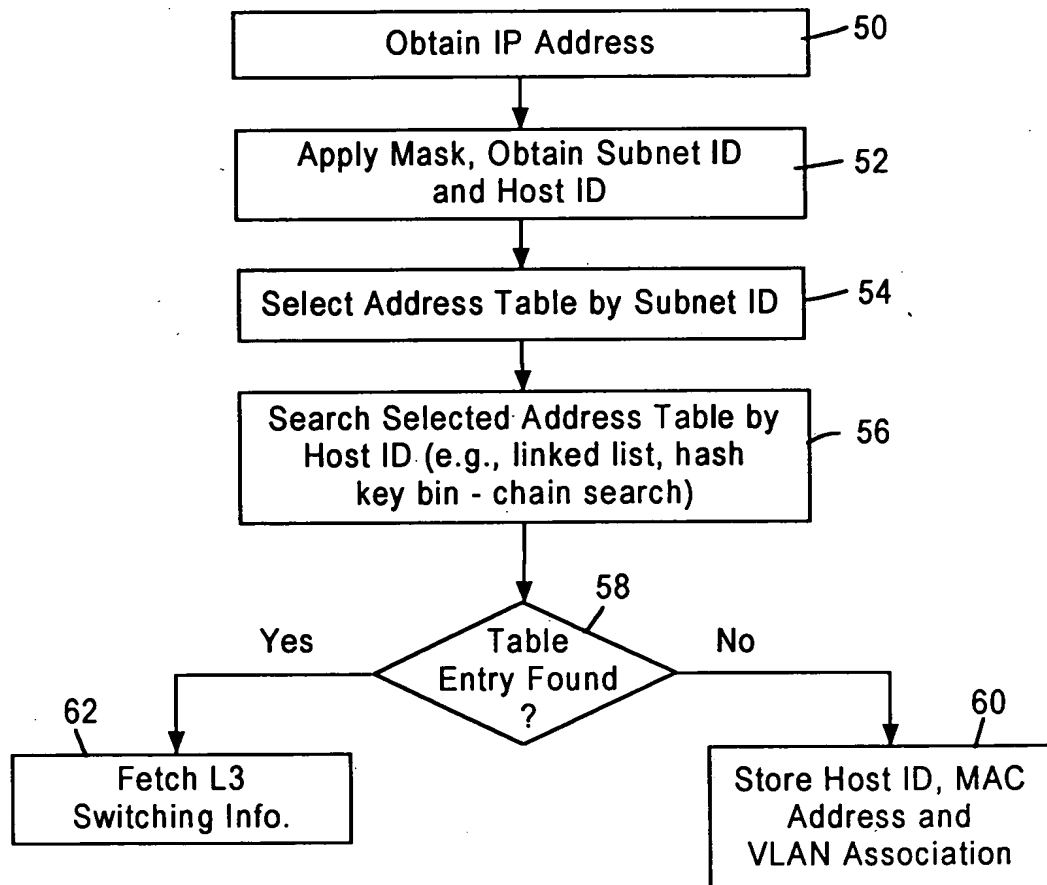 Obtain IP Address
50
Apply Mask, Obtain Subnet ID
and Host ID
52
Select Address Table by Subnet ID
54
Search Selected Address Table by
Host ID (e.g., linked list, hash
key bin - chain search)
56
58
Yes
Table
Entry Found
?
No
62
Fetch L3
Switching Info.
60
Store Host ID, MAC
Address and
VLAN Association